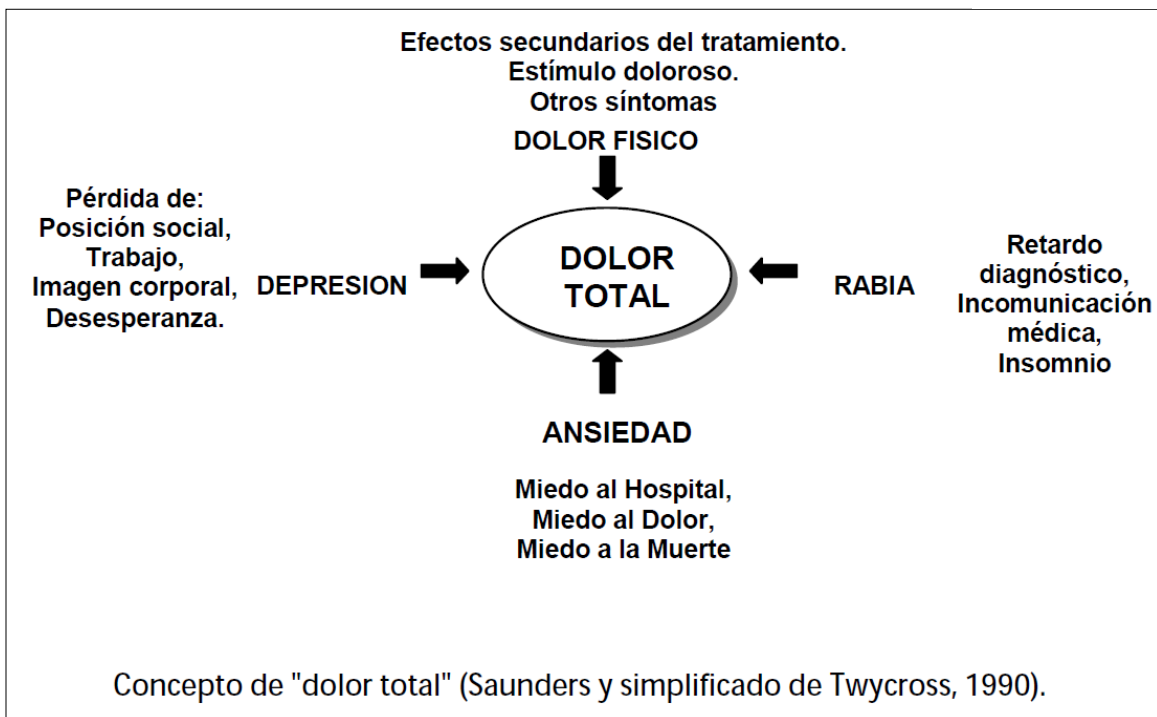 Efectos secundarios del tratamiento.
Estímulo doloroso.
Otros síntomas
DOLOR FISICO
Pérdida de:
Posición social,
Trabajo,
Imagen corporal,
Desesperanza.
DEPRESION
DOLOR
TOTAL
RABIA
Retardo
diagnóstico,
Incomunicación
médica,
Insomnio
ANSIEDAD
Miedo al Hospital,
Miedo al Dolor,
Miedo a la Muerte
Concepto de "dolor total" (Saunders y simplificado de Twycross, 1990).